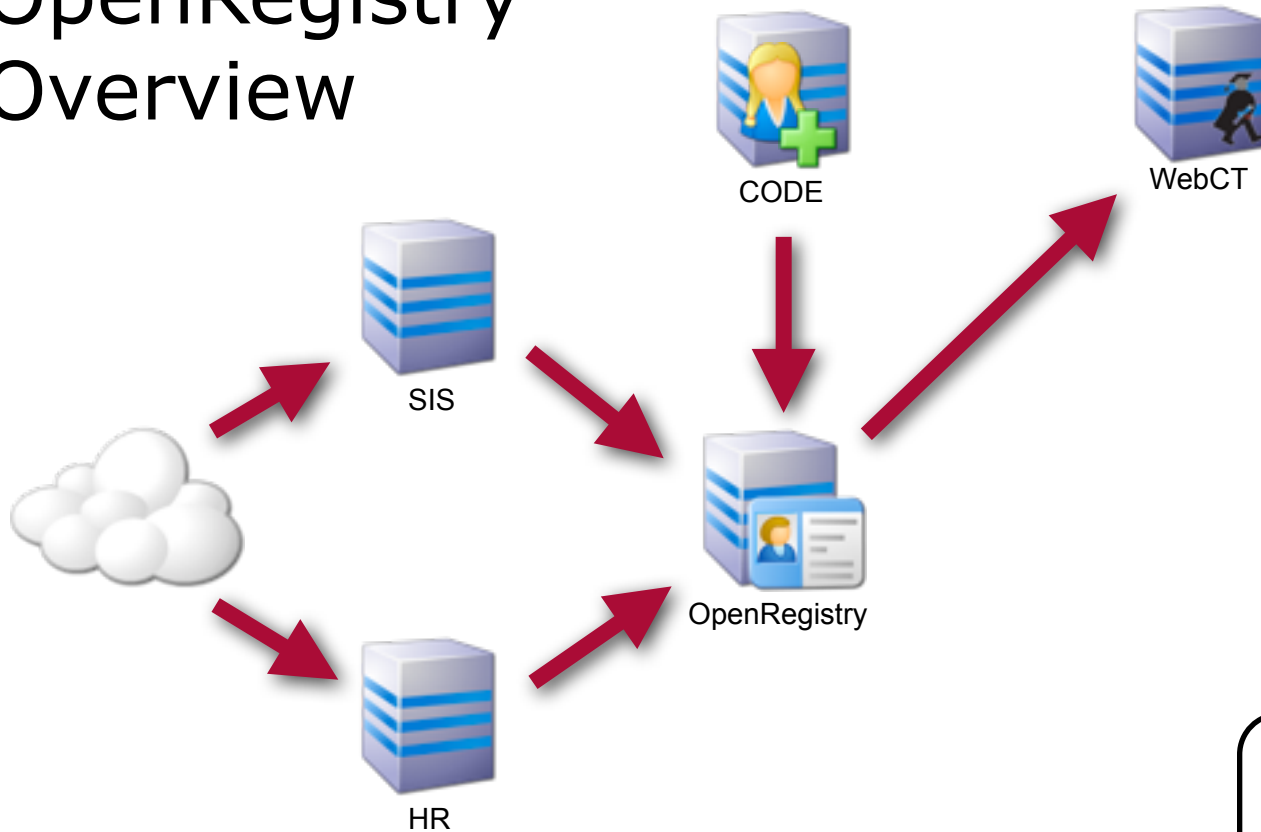 OpenRegistry
Overview
CODE
WebCT
SIS
OpenRegistry
HR